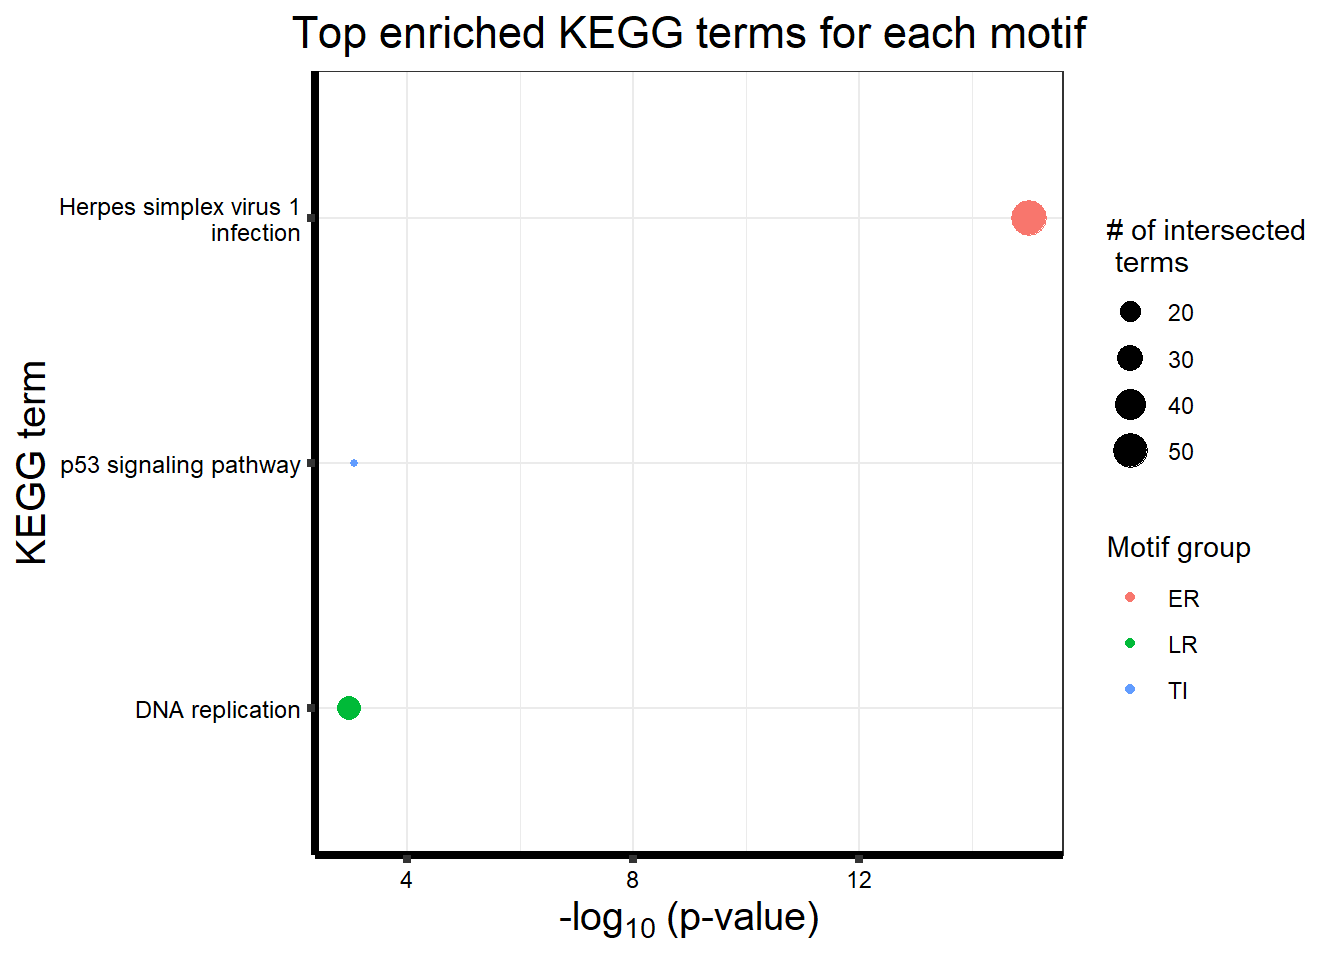 Top enriched KEGG terms for each motif
KEGG term
Herpes simplex virus 1
infection
p53 signaling pathway
DNA replication
4 8 12
-log10 (p-value)
# of intersected
terms
20
30
40
50
Motif group
ER
LR
TI